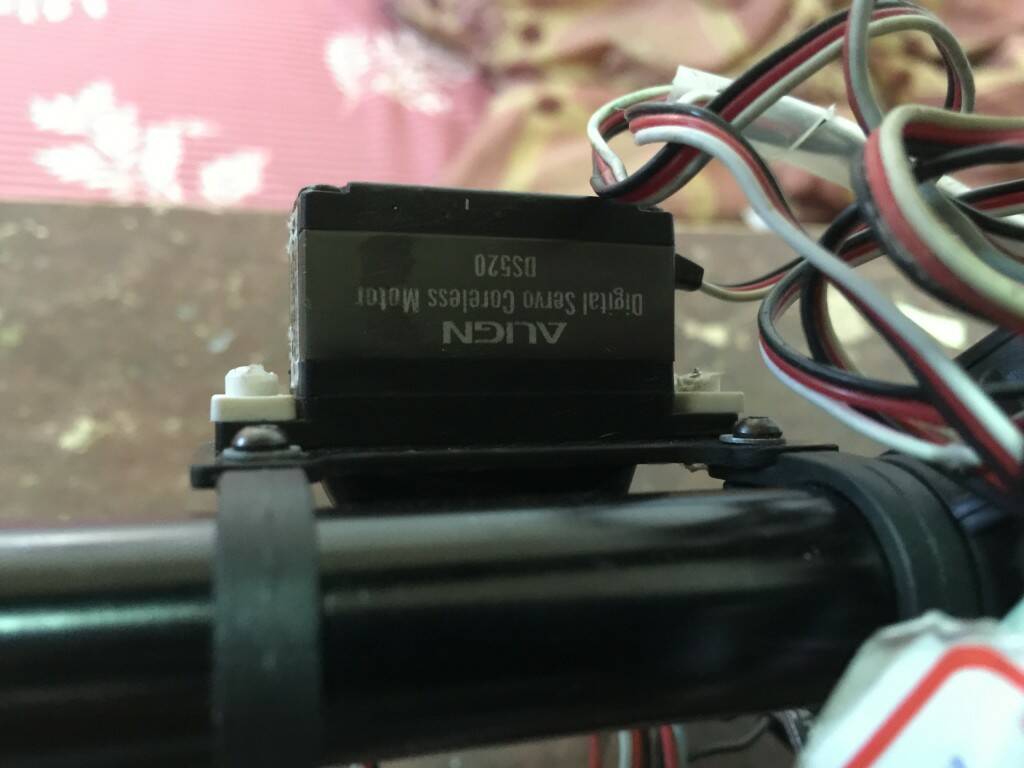 ALIGN
Digital Servo Coreless Motor
DS520